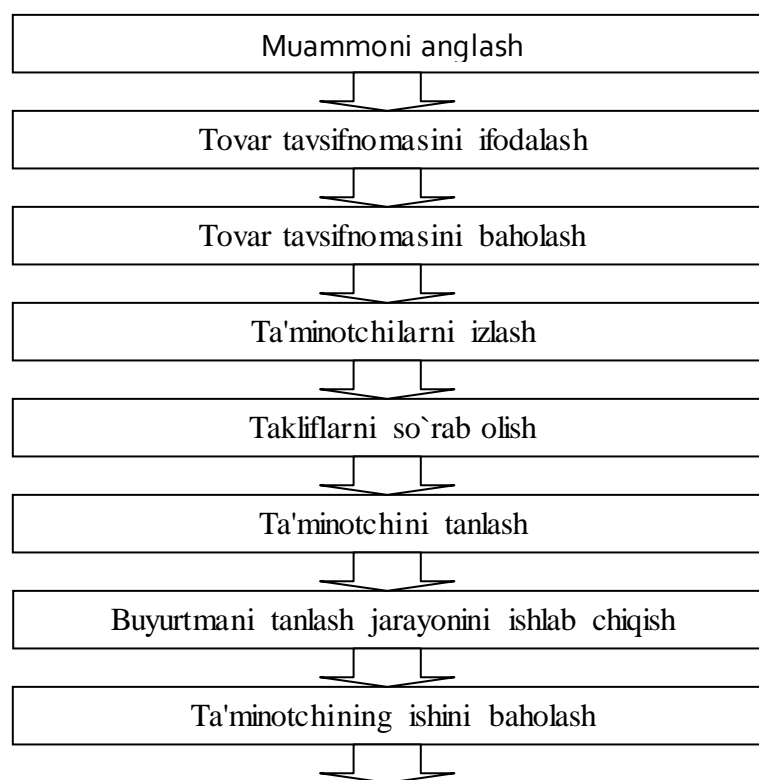 Muammoni anglash
Tovar tavsifnomasini ifodalash
Tovar tavsifnomasini baholash
Ta'minotchilarni izlash
Takliflarni so`rab olish
Ta'minotchini tanlash
Buyurtmani tanlash jarayonini ishlab chiqish
Ta'minotchining ishini baholash